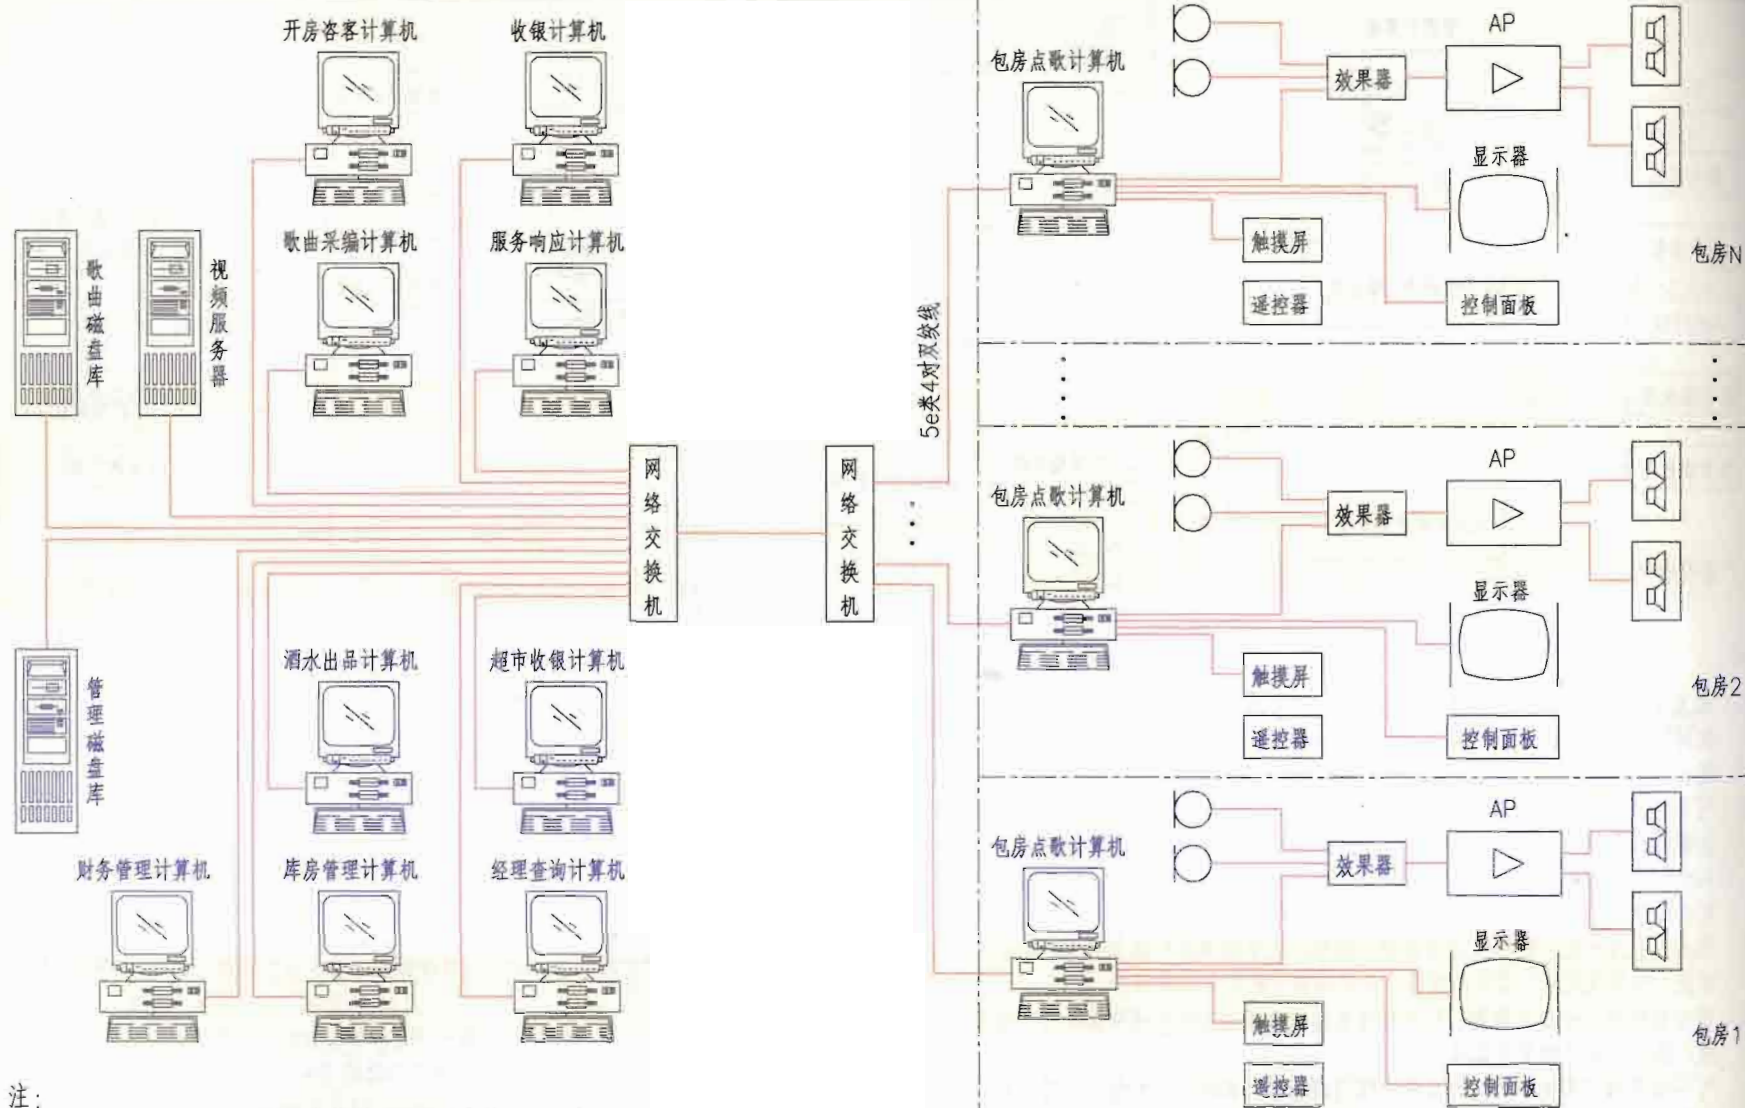 开房咨客计算机
收银计算机
歌曲采编计算机
服务响应计算机
歌曲磁盘库
视频服务器
管理磁盘库
酒水出品计算机
超市收银计算机
财务管理计算机
库房管理计算机
经理查询计算机
网络交换机
网络交换机
5e类4对双绞线
包房点歌计算机
效果器
AP
显示器
触摸屏
遥控器
控制面板
包房N
包房点歌计算机
效果器
AP
显示器
触摸屏
遥控器
控制面板
包房2
包房点歌计算机
效果器
AP
显示器
触摸屏
遥控器
控制面板
包房1
注：